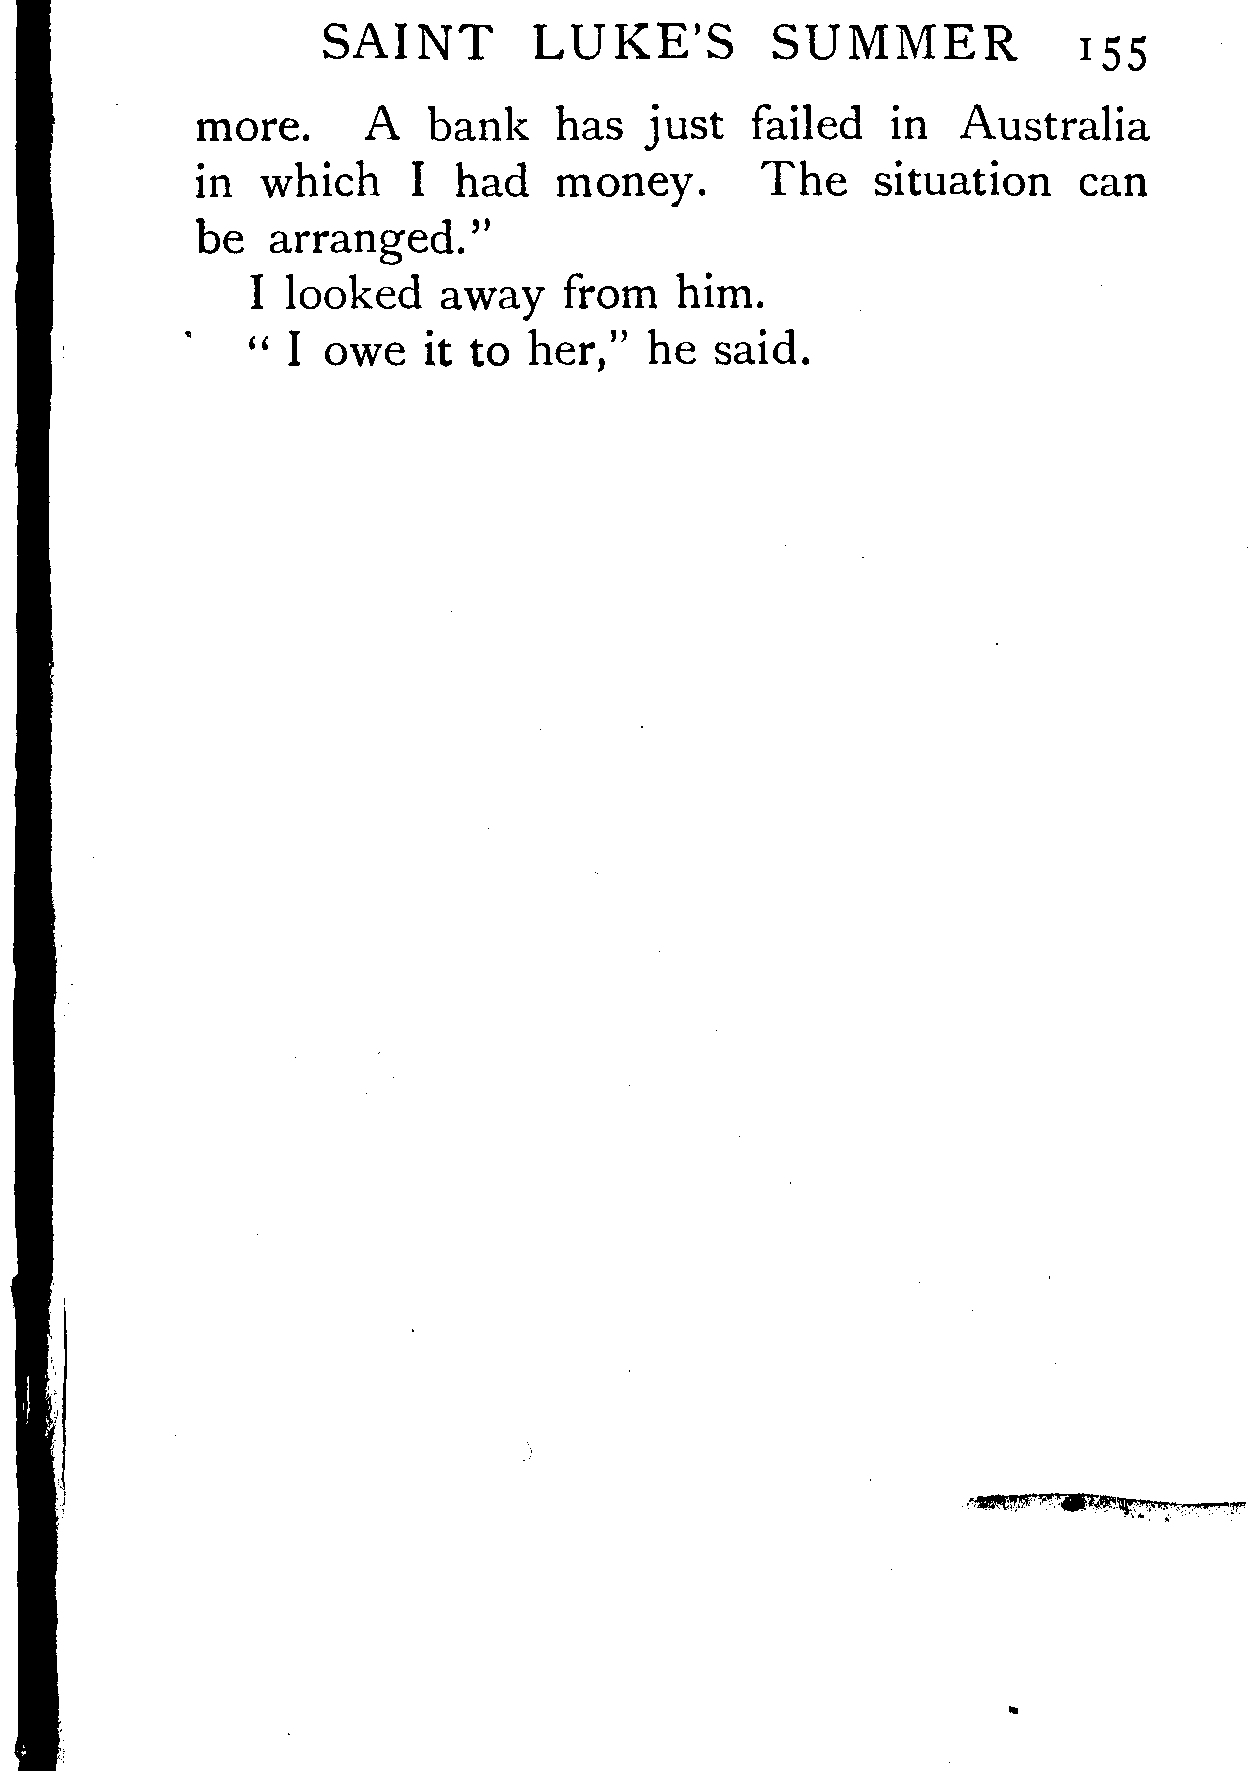 SAINT LUKE'S SUMMER 155
more. A bank has just failed in Australia
in which I had money. The situation can
be arranged."
I looked away from him.
" I owe it to her," he said.